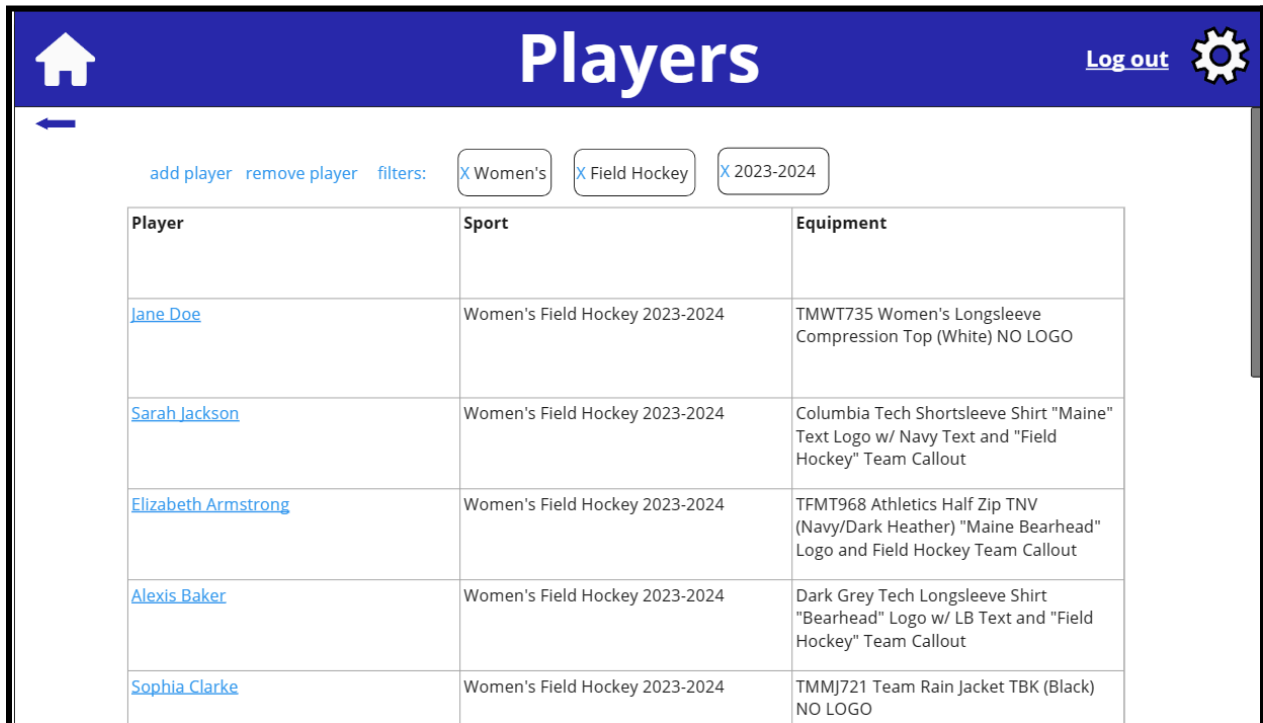 Players
Log out
add player remove player filters: X Women's X Field Hockey X 2023-2024
Player Sport Equipment
Jane Doe Women's Field Hockey 2023-2024 TMWT735 Women's Longsleeve
Compression Top (White) NO LOGO
Sarah Jackson Women's Field Hockey 2023-2024 Columbia Tech Shortsleeve Shirt "Maine"
Text Logo w/ Navy Text and "Field
Hockey" Team Callout
Elizabeth Armstrong Women's Field Hockey 2023-2024 TFMT968 Athletics Half Zip TNV
(Navy/Dark Heather) "Maine Bearhead"
Logo and Field Hockey Team Callout
Alexis Baker Women's Field Hockey 2023-2024 Dark Grey Tech Longsleeve Shirt
"Bearhead" Logo w/ LB Text and "Field
Hockey" Team Callout
Sophia Clarke Women's Field Hockey 2023-2024 TMMJ721 Team Rain Jacket TBK (Black)
NO LOGO